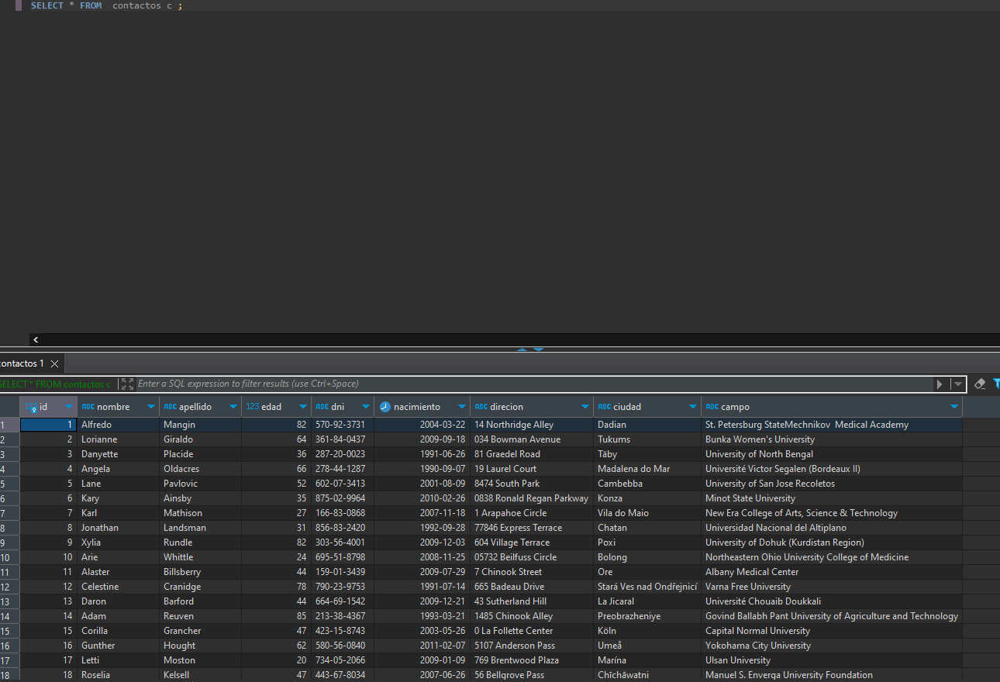 SELECT * FROM contactos c ;
contactos 1
SELECT * FROM contactos c Enter a SQL expression to filter results (use Ctrl+Space)
123 id ABC nombre ABC apellido 123 edad ABC dni nacimiento ABC direcion ABC ciudad ABC campo
1 1 Alfredo Mangin 82 570-92-3731 2004-03-22 14 Northridge Alley Dadian St. Petersburg StateMechnikov Medical Academy
2 2 Lorianne Giraldo 64 361-84-0437 2009-09-18 034 Bowman Avenue Tukums Bunka Women's University
3 3 Danyette Placide 36 287-20-0023 1991-06-26 81 Graedel Road Täby University of North Bengal
4 4 Angela Oldacres 66 278-44-1287 1990-09-07 19 Laurel Court Madalena do Mar Université Victor Segalen (Bordeaux II)
5 5 Lane Pavlovic 52 602-07-3413 2001-08-09 8474 South Park Cambebba University of San Jose Recoletos
6 6 Kary Ainsby 35 875-02-9964 2010-02-26 0838 Ronald Regan Parkway Konza Minot State University
7 7 Karl Mathison 27 166-83-0868 2007-11-18 1 Arapahoe Circle Vila do Maio New Era College of Arts, Science & Technology
8 8 Jonathan Landsman 31 856-83-2420 1992-09-28 77846 Express Terrace Chatan Universidad Nacional del Altiplano
9 9 Xylia Rundle 82 303-56-4001 2009-12-03 604 Village Terrace Poxi University of Dohuk (Kurdistan Region)
10 10 Arie Whittle 24 695-51-8798 2008-11-25 05732 Beilfuss Circle Bolong Northeastern Ohio University College of Medicine
11 11 Alaster Billsberry 44 159-01-3439 2009-07-29 7 Chinook Street Ore Albany Medical Center
12 12 Celestine Cranidge 78 790-23-9753 1991-07-14 665 Badeau Drive Stará Ves nad Ondřejnicí Varna Free University
13 13 Daron Barford 44 664-69-1542 2009-12-21 43 Sutherland Hill La Jicaral Université Chouaib Doukkali
14 14 Adam Reuven 85 213-38-4367 1993-03-21 1485 Chinook Alley Preobrazheniye Govind Ballabh Pant University of Agriculture and Technology
15 15 Corilla Grancher 47 423-15-8743 2003-05-26 0 La Follette Center Köln Capital Normal University
16 16 Gunther Hought 62 580-56-0840 2011-02-07 5107 Anderson Pass Umeå Yokohama City University
17 17 Letti Moston 20 734-05-2066 2009-01-09 769 Brentwood Plaza Marína Ulsan University
18 18 Roselia Kelsell 47 443-67-8034 2007-06-26 56 Bellgrove Pass Chīchāwatni Manuel S. Enverga University Foundation